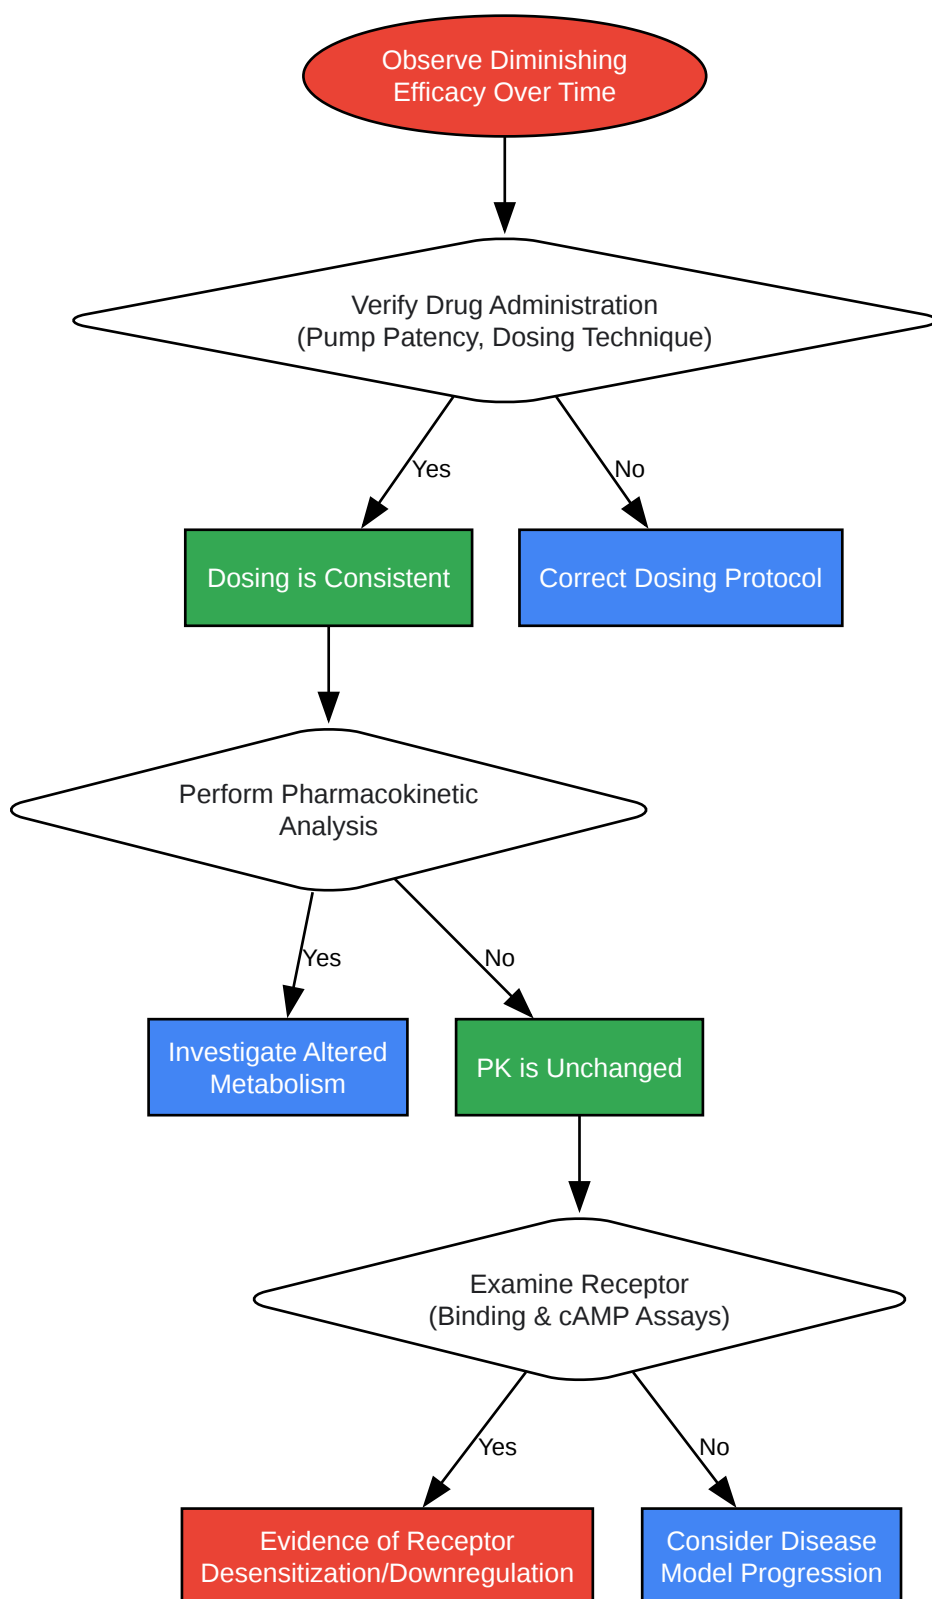 Observe Diminishing
Efficacy Over Time
Verify Drug Administration
(Pump Patency, Dosing Technique)
Yes
No
Dosing is Consistent
Correct Dosing Protocol
Perform Pharmacokinetic
Analysis
Yes
No
Investigate Altered
Metabolism
PK is Unchanged
Examine Receptor
(Binding & cAMP Assays)
Yes
No
Evidence of Receptor
Desensitization/Downregulation
Consider Disease
Model Progression